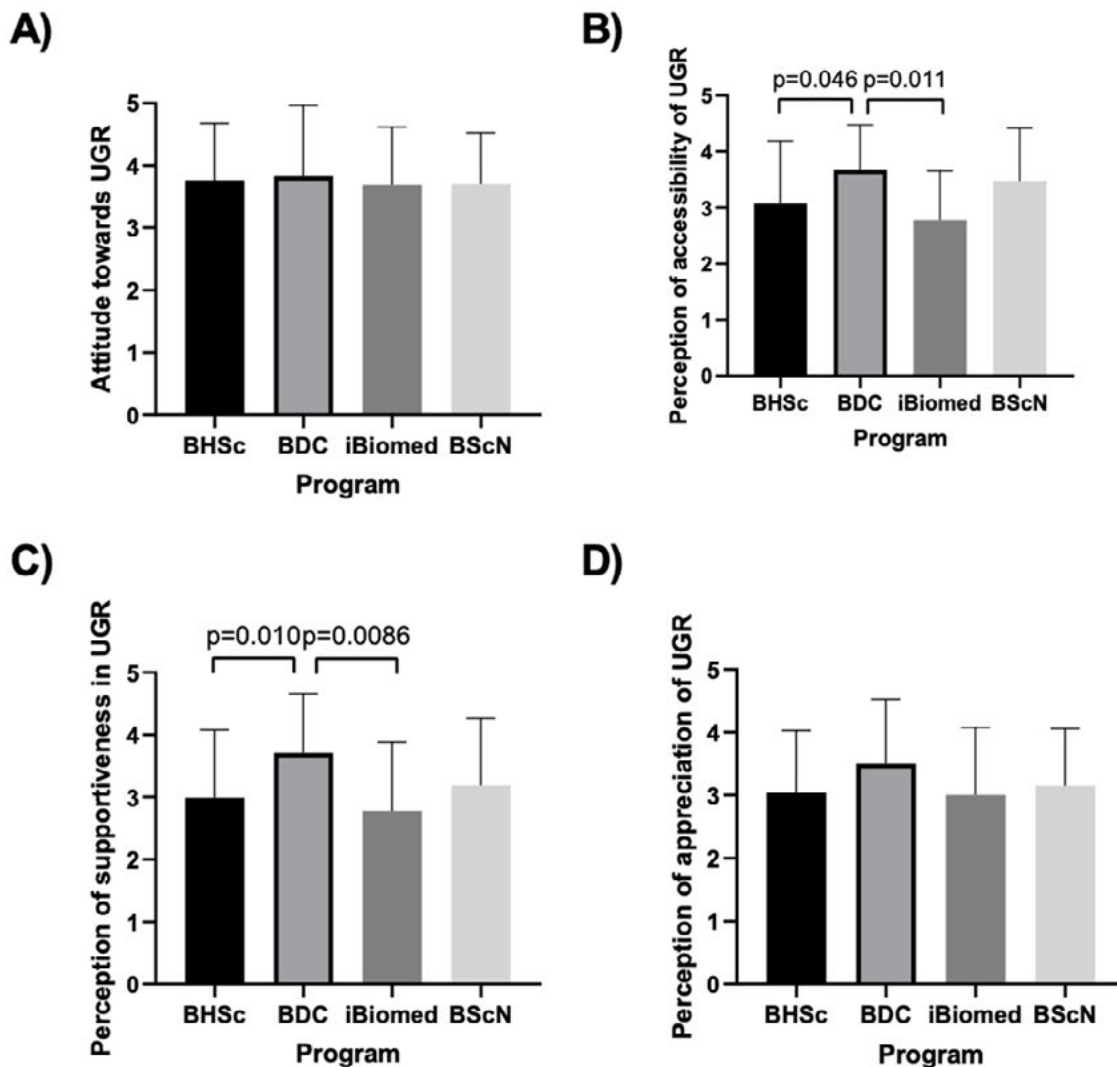 A)
Attitude towards UGR
5
4
3
2
1
0
BHSc BDC iBiomed BScN
Program
B)
p=0.046 p=0.011
Perception of accessibility of UGR
5
4
3
2
1
0
BHSc BDC iBiomed BScN
Program
C)
p=0.010 p=0.0086
Perception of supportiveness in UGR
5
4
3
2
1
0
BHSc BDC iBiomed BScN
Program
D)
Perception of appreciation of UGR
5
4
3
2
1
0
BHSc BDC iBiomed BScN
Program